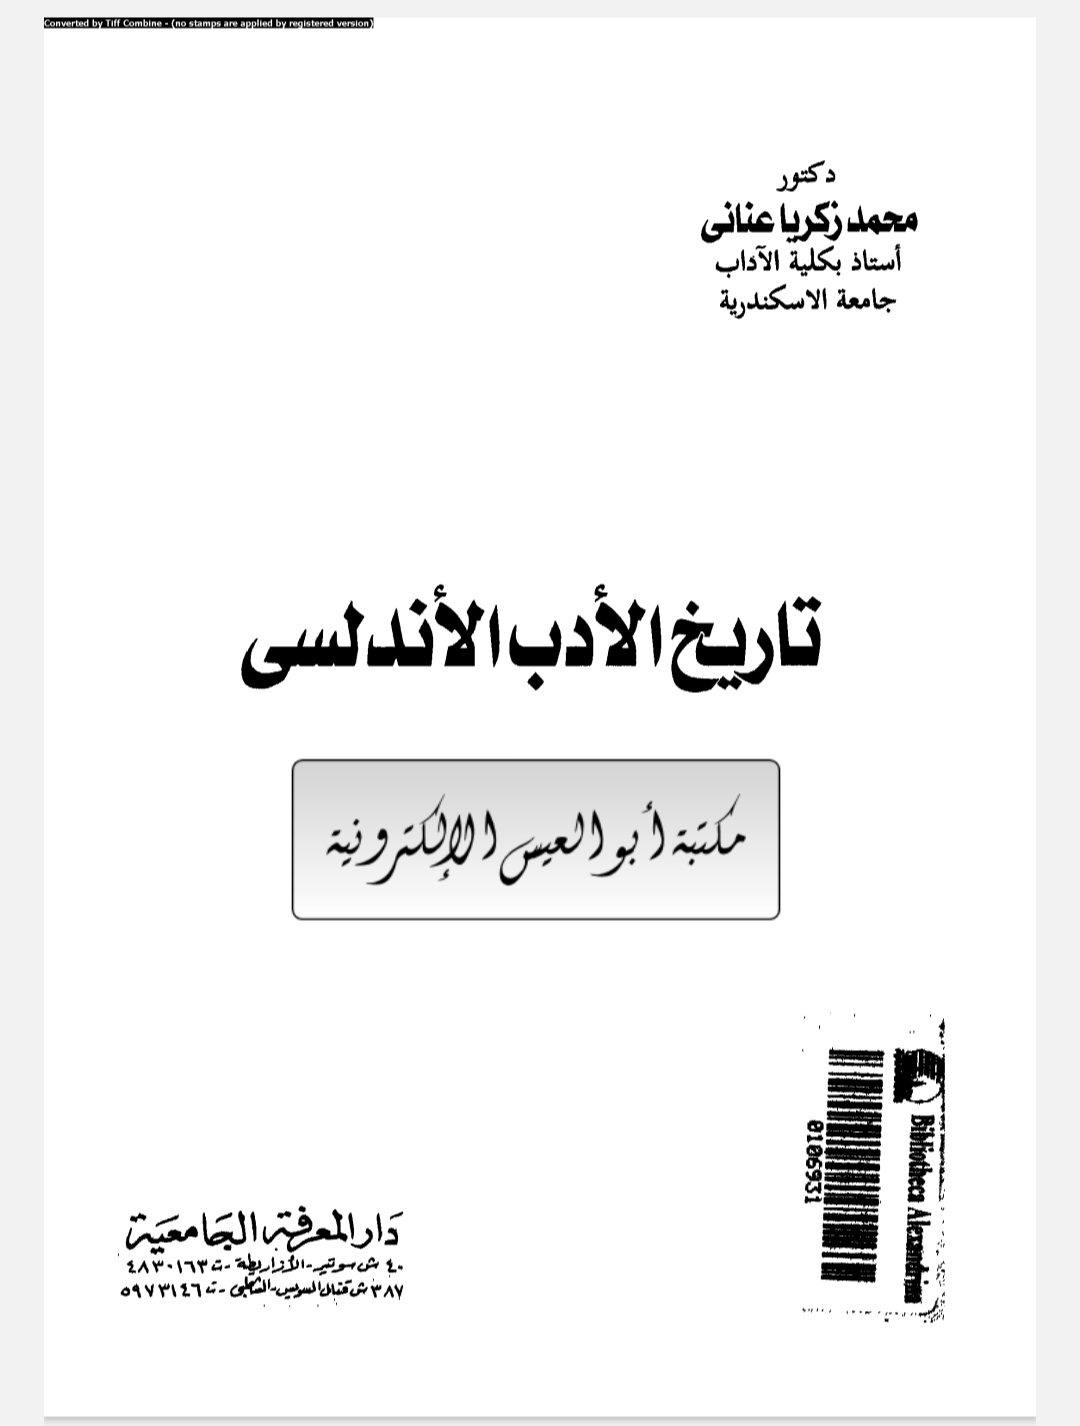 Converted by Tiff Combine - (no stamps are applied by registered version)
دكتور
محمد زكريا عنانى
أستاذ بكلية الآداب
جامعة الاسكندرية
تاريخ الأدب الأندلسى
مكتبة أبو العيس الإلكترونية
0106931
Bibliotheca Alexandrina
دار المعرفة الجامعية
٤٠ ش سوتير - الأزاريطة - ت ٤٨٣٠١٦٣
٣٨٧ ش قنال السويس - الشاطبى - ت ٥٩٧٣١٤٦